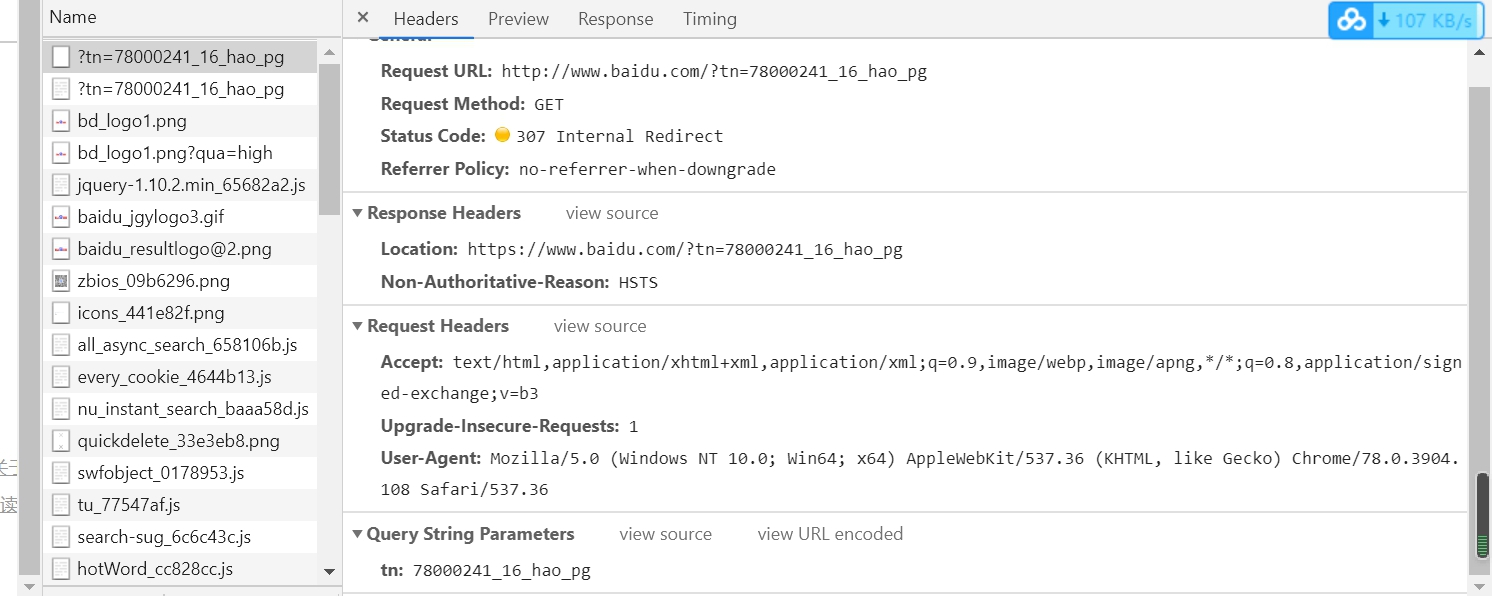 Name
?tn=78000241_16_hao_pg
?tn=78000241_16_hao_pg
bd_logo1.png
bd_logo1.png?qua=high
jquery-1.10.2.min_65682a2.js
baidu_jgylogo3.gif
baidu_resultlogo@2.png
zbios_09b6296.png
icons_441e82f.png
all_async_search_658106b.js
every_cookie_4644b13.js
nu_instant_search_baaa58d.js
quickdelete_33e3eb8.png
swfobject_0178953.js
tu_77547af.js
search-sug_6c6c43c.js
hotWord_cc828cc.js
× Headers Preview Response Timing
107 KB/s
General
Request URL: http://www.baidu.com/?tn=78000241_16_hao_pg
Request Method: GET
Status Code: 307 Internal Redirect
Referrer Policy: no-referrer-when-downgrade
Response Headers view source
Location: https://www.baidu.com/?tn=78000241_16_hao_pg
Non-Authoritative-Reason: HSTS
Request Headers view source
Accept: text/html,application/xhtml+xml,application/xml;q=0.9,image/webp,image/apng,*/*;q=0.8,application/sign
ed-exchange;v=b3
Upgrade-Insecure-Requests: 1
User-Agent: Mozilla/5.0 (Windows NT 10.0; Win64; x64) AppleWebKit/537.36 (KHTML, like Gecko) Chrome/78.0.3904.
108 Safari/537.36
Query String Parameters view source view URL encoded
tn: 78000241_16_hao_pg
关于
读